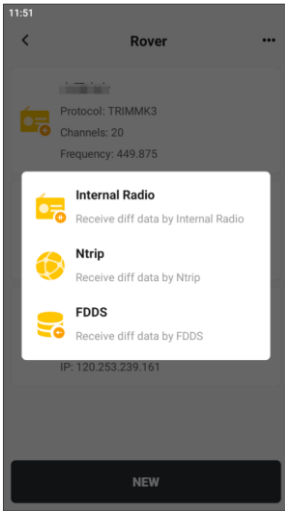 11:51
Rover
Protocol: TRIMMK3
Channels: 20
Frequency: 449.875
Internal Radio
Receive diff data by Internal Radio
Ntrip
Receive diff data by Ntrip
FDDS
Receive diff data by FDDS
IP: 120.253.239.161
NEW